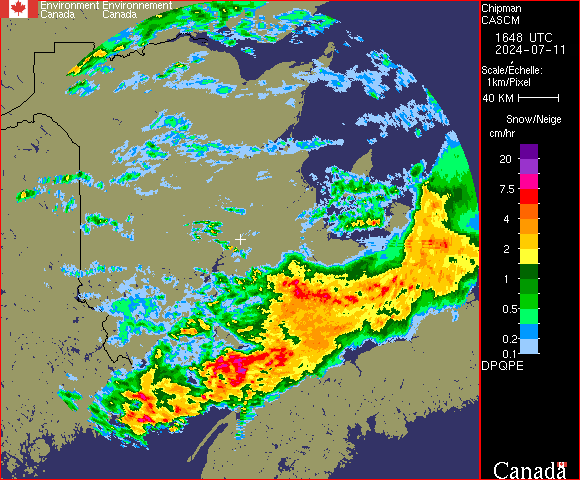 Environment Environnement
Canada Canada
Chipman
CASCM
1648 UTC
2024-07-11
Scale/Echelle:
1km/Pixel
40 KM
Snow/Neige
cm/hr
20
7.5
4
2
1
0.5
0.2
0.1
DPQPE
Canada